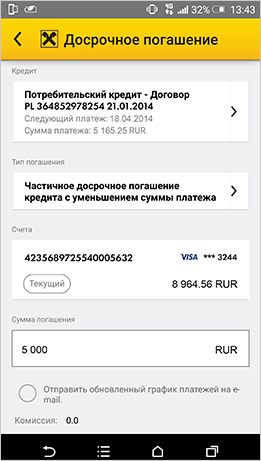 4G 32% 13:43
Досрочное погашение
Кредит
Потребительский кредит - Договор
PL 364852978254 21.01.2014
Следующий платеж: 18.04.2014
Сумма платежа: 5 165.25 RUR
Тип погашения
Частичное досрочное погашение
кредита с уменьшением суммы платежа
Счета
4235689725540005632 VISA *** 3244
Текущий 8 964.56 RUR
Сумма погашения
5 000 RUR
Отправить обновленный график платежей на e-
mail.
Комиссия: 0.0